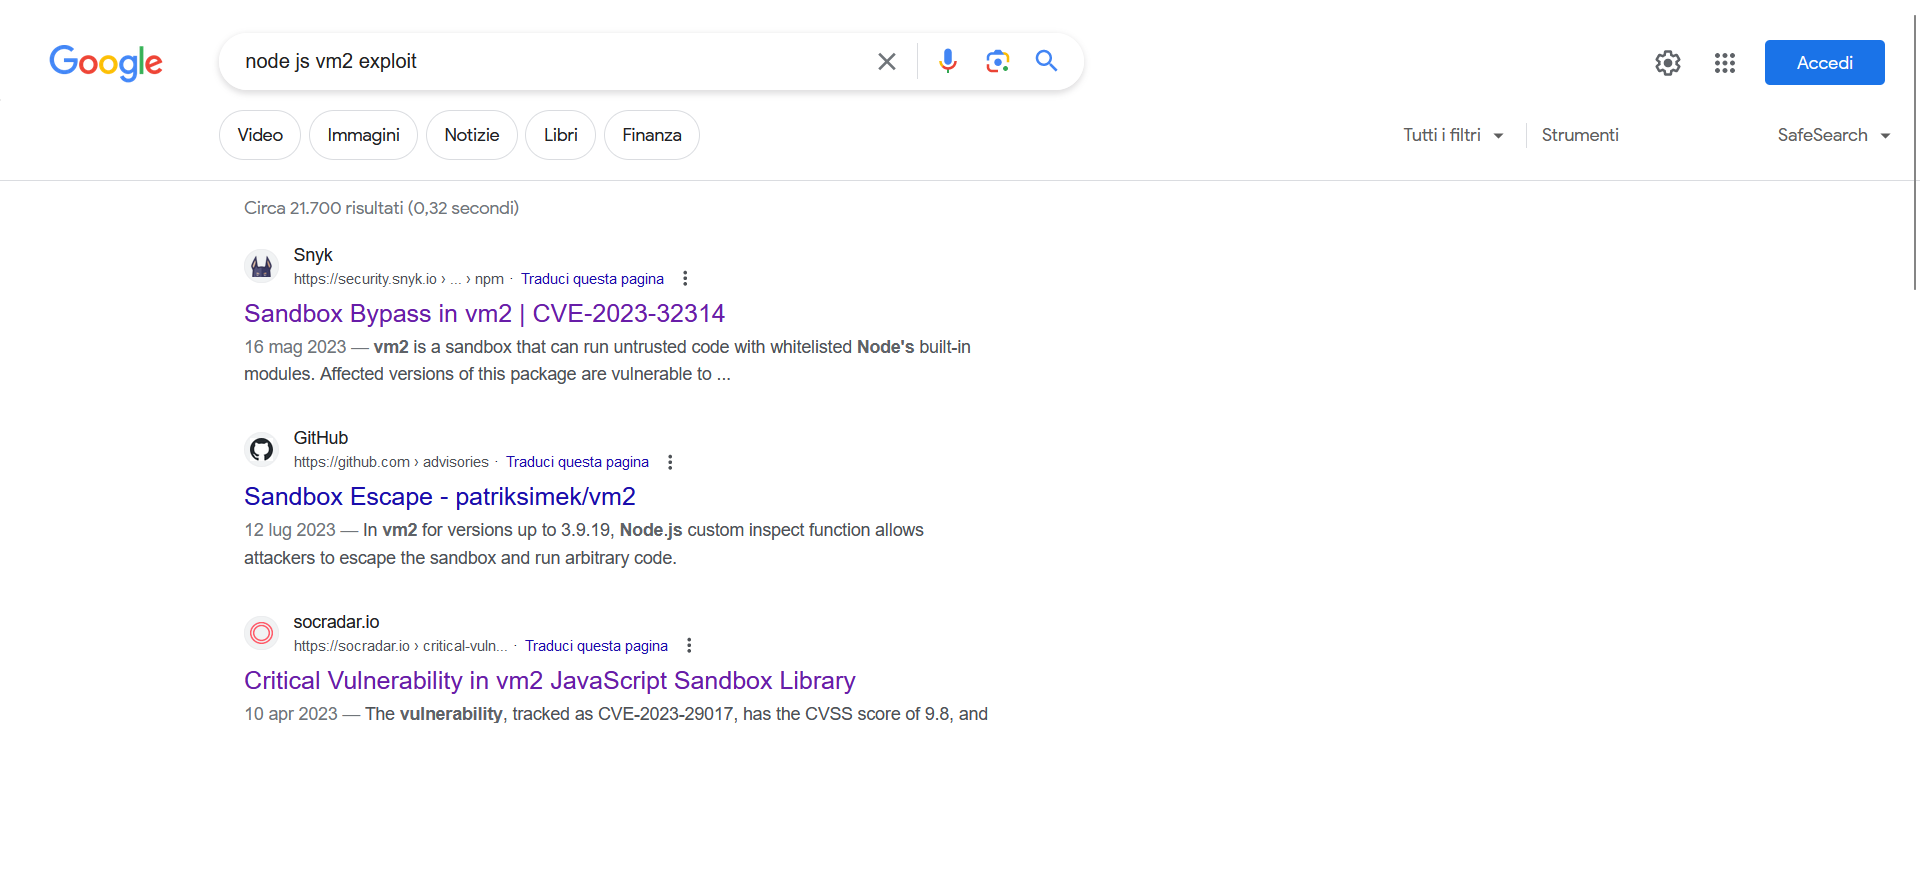 Google
node js vm2 exploit
Accedi
Video
Immagini
Notizie
Libri
Finanza
Tutti i filtri
Strumenti
SafeSearch
Circa 21.700 risultati (0,32 secondi)
Snyk
https://security.snyk.io › ... › npm · Traduci questa pagina
Sandbox Bypass in vm2 | CVE-2023-32314
16 mag 2023 — vm2 is a sandbox that can run untrusted code with whitelisted Node's built-in
modules. Affected versions of this package are vulnerable to ...
GitHub
https://github.com › advisories · Traduci questa pagina
Sandbox Escape - patriksimek/vm2
12 lug 2023 — In vm2 for versions up to 3.9.19, Node.js custom inspect function allows
attackers to escape the sandbox and run arbitrary code.
socradar.io
https://socradar.io › critical-vuln... · Traduci questa pagina
Critical Vulnerability in vm2 JavaScript Sandbox Library
10 apr 2023 — The vulnerability, tracked as CVE-2023-29017, has the CVSS score of 9.8, and